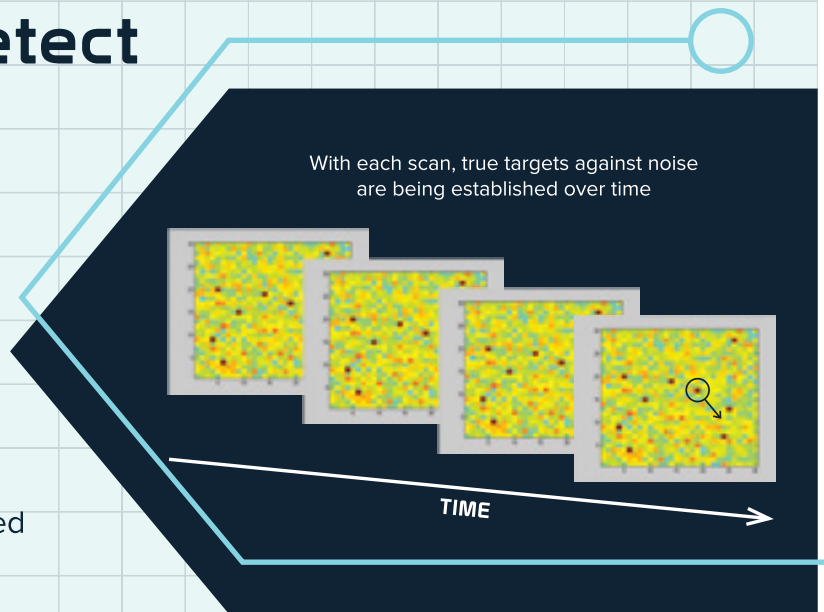 etect
With each scan, true targets against noise
are being established over time
TIME
ed